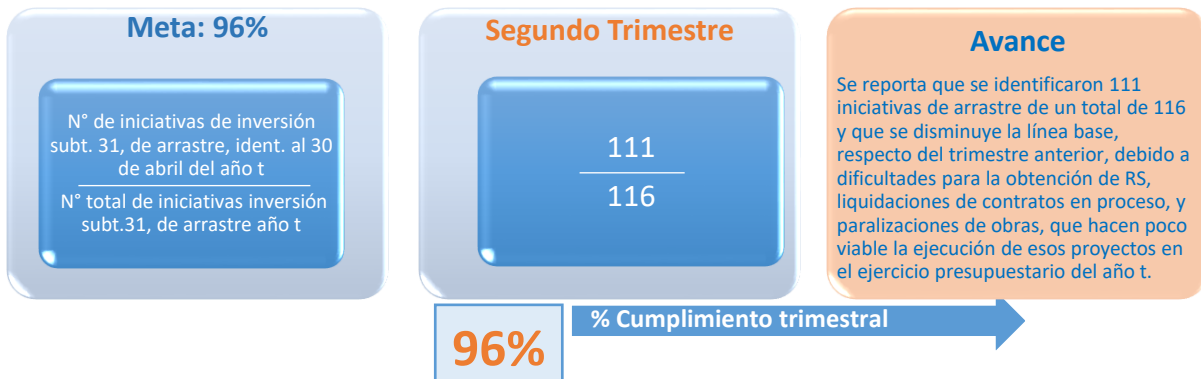 Meta: 96%
N° de iniciativas de inversión
subt. 31, de arrastre, ident. al 30
de abril del año t
N° total de iniciativas inversión
subt.31, de arrastre año t
Segundo Trimestre
111
116
Avance
Se reporta que se identificaron 111
iniciativas de arrastre de un total de 116
y que se disminuye la línea base,
respecto del trimestre anterior, debido a
dificultades para la obtención de RS,
liquidaciones de contratos en proceso, y
paralizaciones de obras, que hacen poco
viable la ejecución de esos proyectos en
el ejercicio presupuestario del año t.
96%
% Cumplimiento trimestral